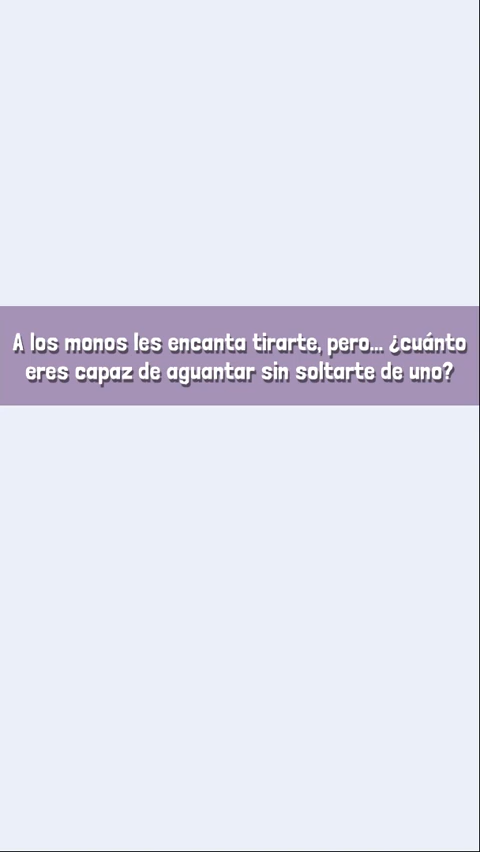 A los monos les encanta tirarte, pero... ¿cuánto
eres capaz de aguantar sin soltarte de uno?